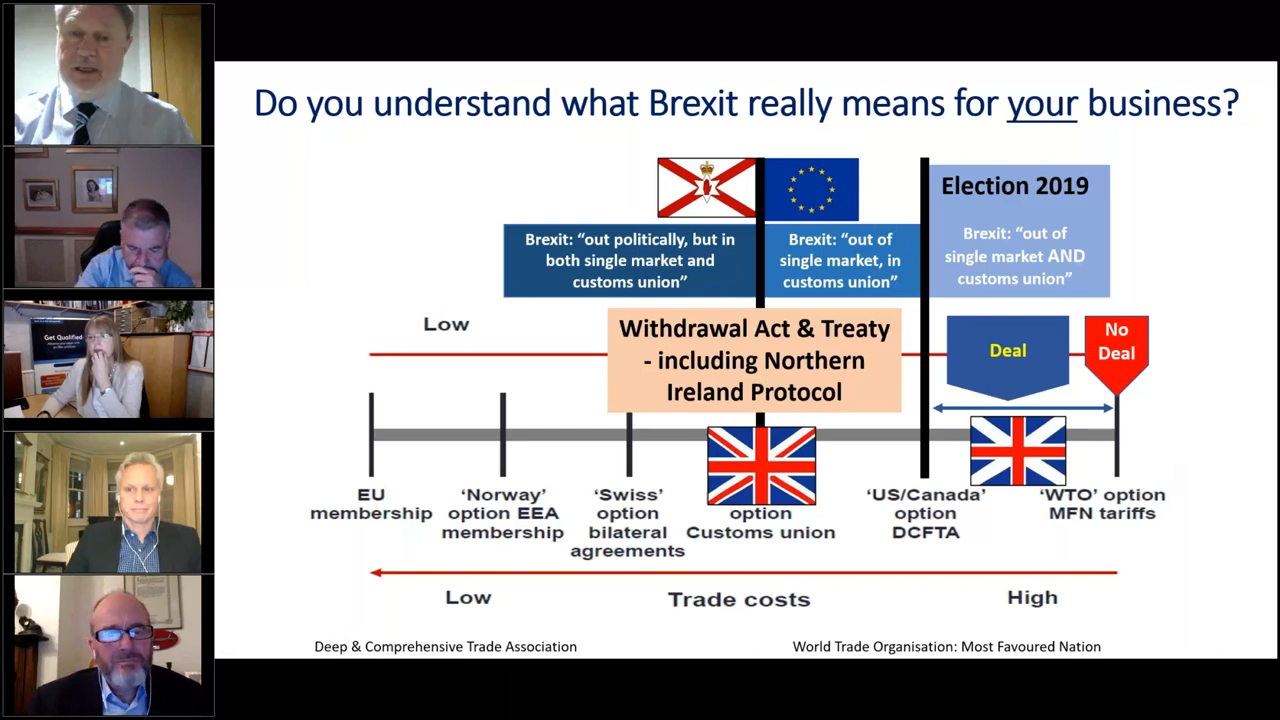 Do you understand what Brexit really means for your business?
Election 2019
Brexit: “out politically, but in
both single market and
customs union”
Brexit: “out of
single market, in
customs union”
Brexit: “out of
single market AND
customs union”
Low
Withdrawal Act & Treaty
- including Northern
Ireland Protocol
Deal
No
Deal
EU
membership
‘Norway’
option EEA
membership
‘Swiss’
option
bilateral
agreements
option
Customs union
‘US/Canada’
option
DCFTA
‘WTO’ option
MFN tariffs
Low
Trade costs
High
Deep & Comprehensive Trade Association
World Trade Organisation: Most Favoured Nation
Get Qualified